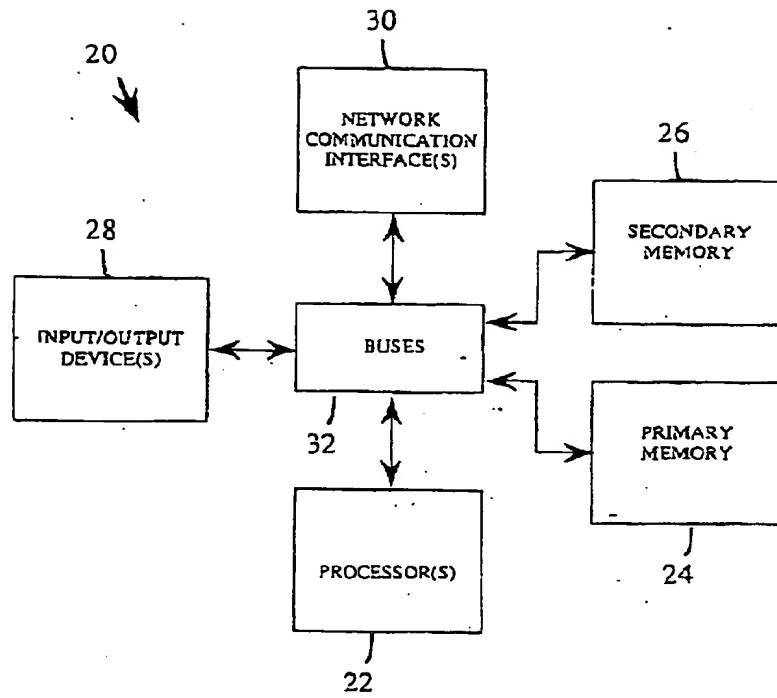 30
20
NETWORK
COMMUNICATION
INTERFACE(S)
26
SECONDARY
MEMORY
28
INPUT/OUTPUT
DEVICE(S)
BUSES
32
PRIMARY
MEMORY
24
PROCESSOR(S)
22